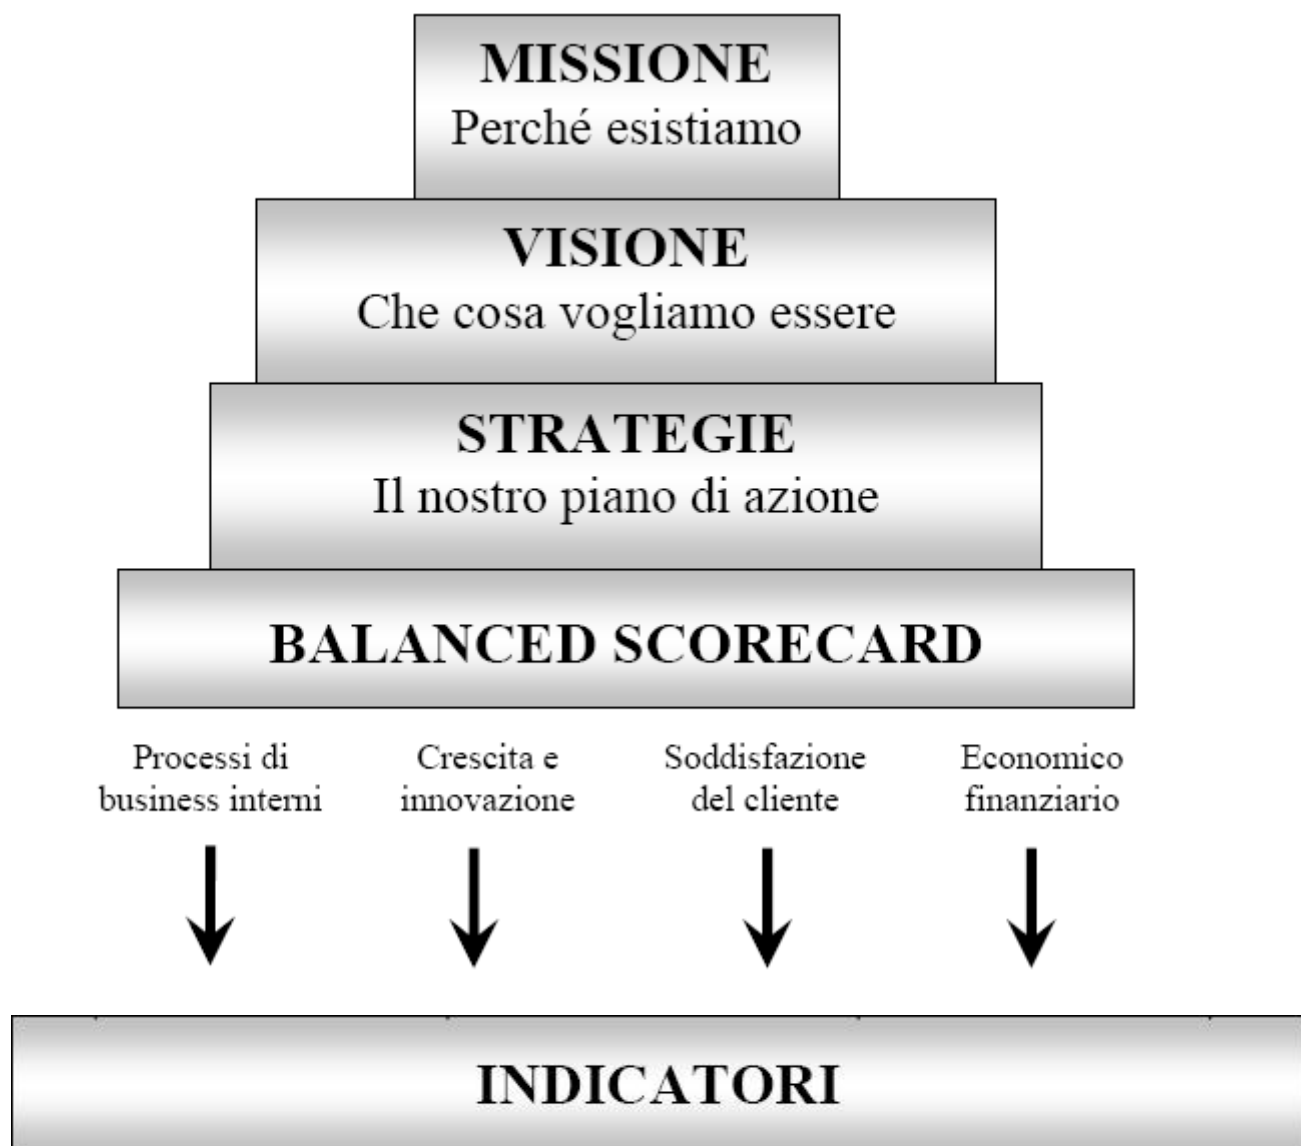 MISSIONE
Perché esistiamo
VISIONE
Che cosa vogliamo essere
STRATEGIE
Il nostro piano di azione
BALANCED SCORECARD
Processi di
business interni
Crescita e
innovazione
Soddisfazione
del cliente
Economico
finanziario
INDICATORI